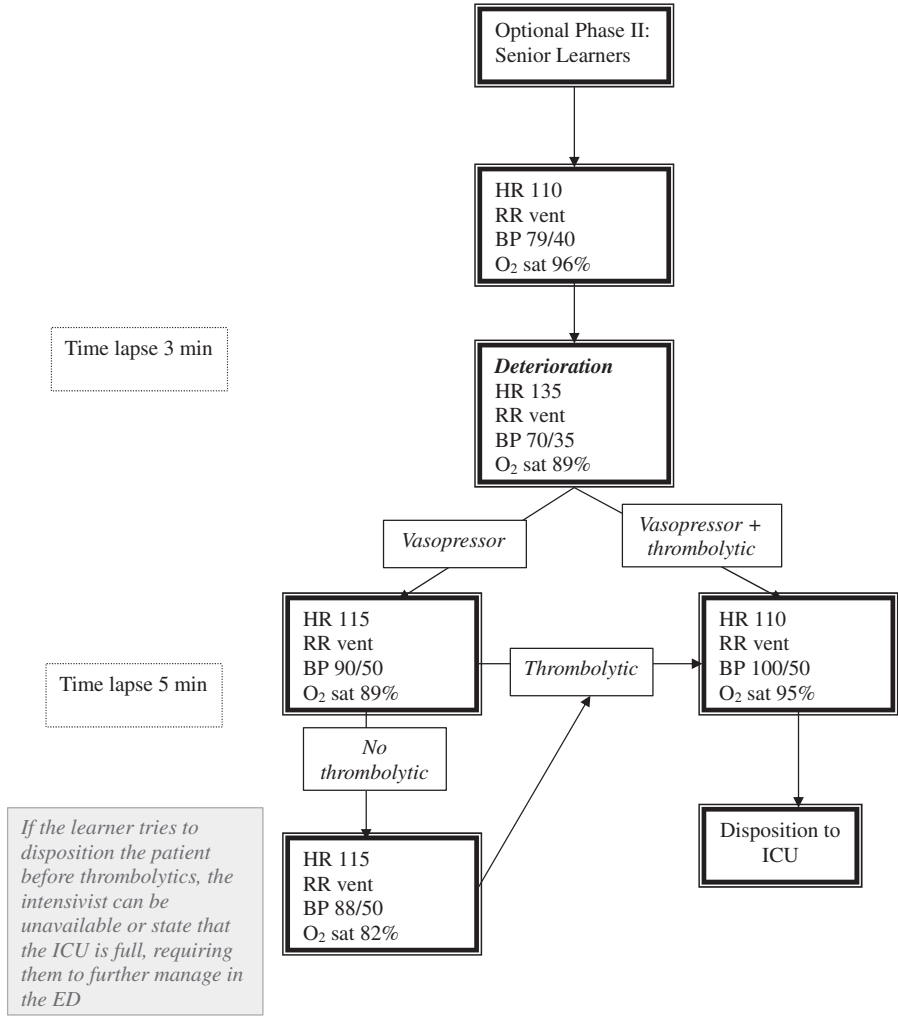 Optional Phase II:
Senior Learners
HR 110
RR vent
BP 79/40
O₂ sat 96%
Time lapse 3 min
Deterioration
HR 135
RR vent
BP 70/35
O₂ sat 89%
Vasopressor
Vasopressor +
thrombolytic
HR 115
RR vent
BP 90/50
O₂ sat 89%
Thrombolytic
HR 110
RR vent
BP 100/50
O₂ sat 95%
Time lapse 5 min
No
thrombolytic
If the learner tries to
disposition the patient
before thrombolytics, the
intensivist can be
unavailable or state that
the ICU is full, requiring
them to further manage in
the ED
HR 115
RR vent
BP 88/50
O₂ sat 82%
Disposition to
ICU